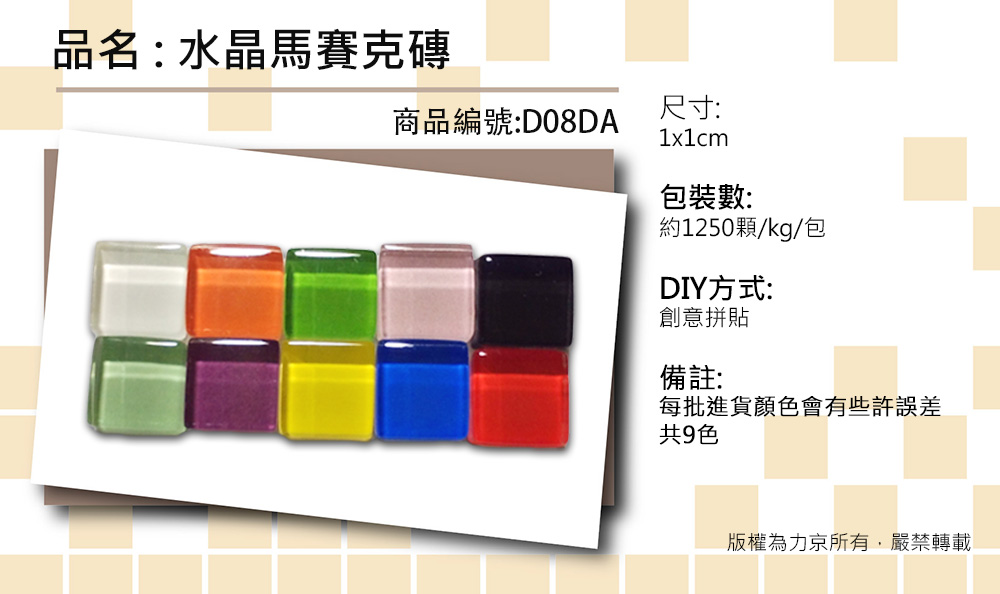 品名 : 水晶馬賽克磚
商品編號:D08DA
尺寸:
1x1cm
包裝數:
約1250顆/kg/包
DIY方式:
創意拼貼
備註:
每批進貨顏色會有些許誤差
共9色
版權為力京所有，嚴禁轉載